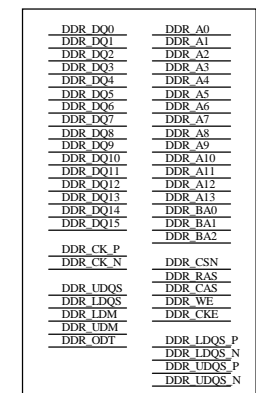 DDR_DQ0
DDR_DQ1
DDR_DQ2
DDR_DQ3
DDR_DQ4
DDR_DQ5
DDR_DQ6
DDR_DQ7
DDR_DQ8
DDR_DQ9
DDR_DQ10
DDR_DQ11
DDR_DQ12
DDR_DQ13
DDR_DQ14
DDR_DQ15
DDR_CK_P
DDR_CK_N
DDR_UDQS
DDR_LDQS
DDR_LDM
DDR_UDM
DDR_ODT
DDR_A0
DDR_A1
DDR_A2
DDR_A3
DDR_A4
DDR_A5
DDR_A6
DDR_A7
DDR_A8
DDR_A9
DDR_A10
DDR_A11
DDR_A12
DDR_A13
DDR_BA0
DDR_BA1
DDR_BA2
DDR_CSN
DDR_RAS
DDR_CAS
DDR_WE
DDR_CKE
DDR_LDQS_P
DDR_LDQS_N
DDR_UDQS_P
DDR_UDQS_N